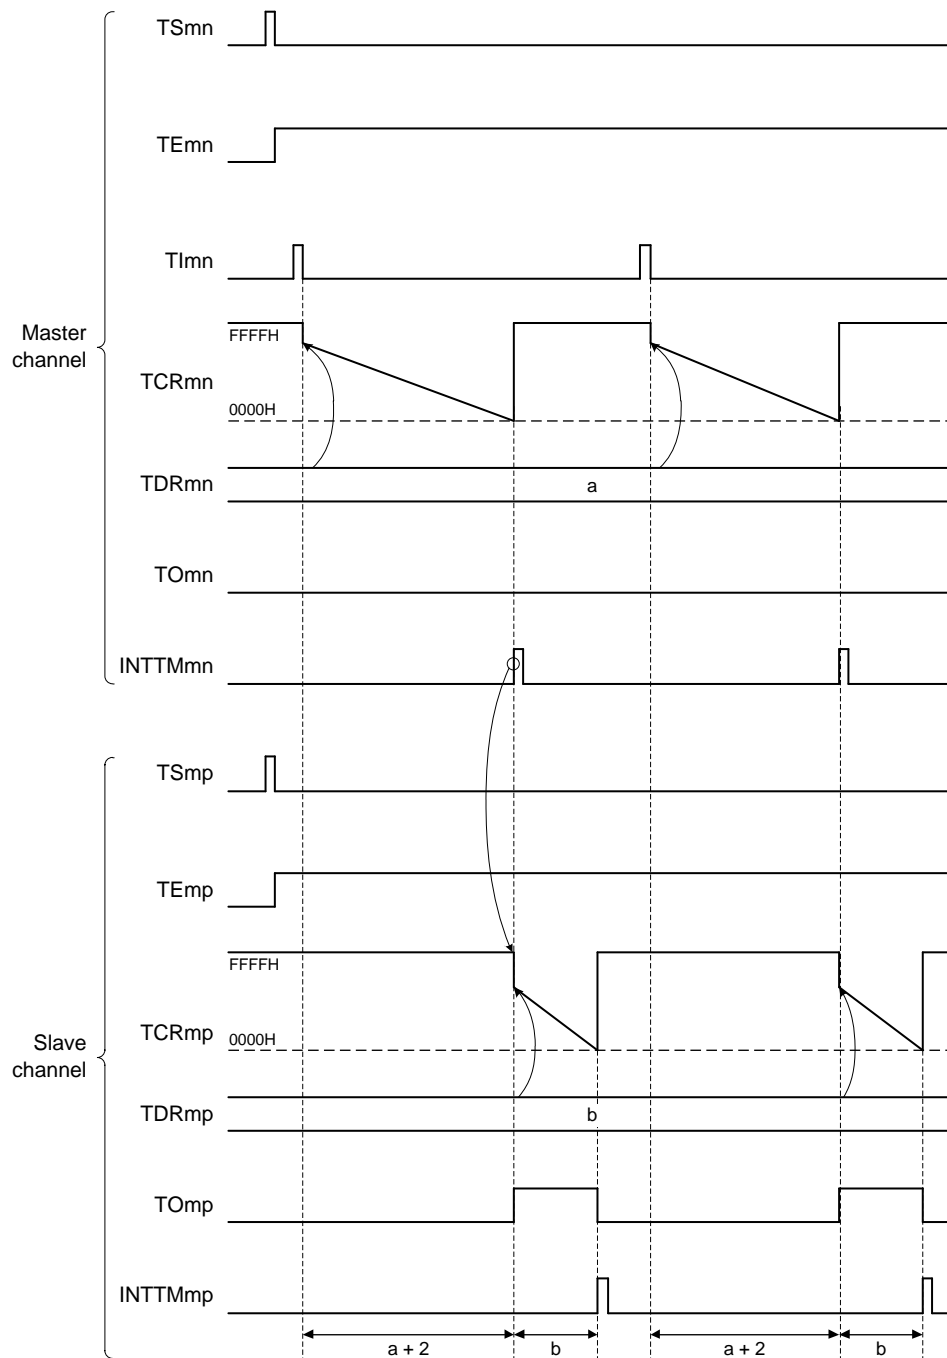 TSmn
TEmn
TImn
Master
channel
FFFFH
TCRmn
0000H
TDRmn
a
TOmn
INTTMmn
TSmp
TEmp
FFFFH
Slave
channel
TCRmp
0000H
TDRmp
b
TOmp
INTTMmp
a + 2 b a + 2 b